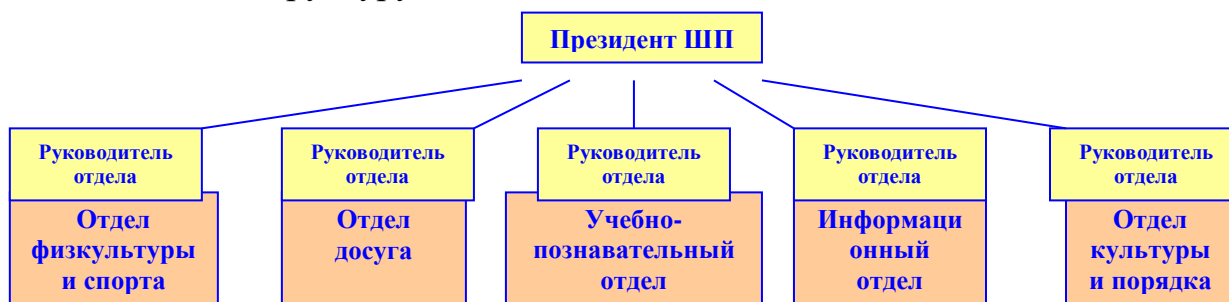 Президент ШП
Руководитель
отдела
Отдел
физкультуры
и спорта
Руководитель
отдела
Отдел
досуга
Руководитель
отдела
Учебно-
познавательный
отдел
Руководитель
отдела
Информаци
онный
отдел
Руководитель
отдела
Отдел
культуры
и порядка